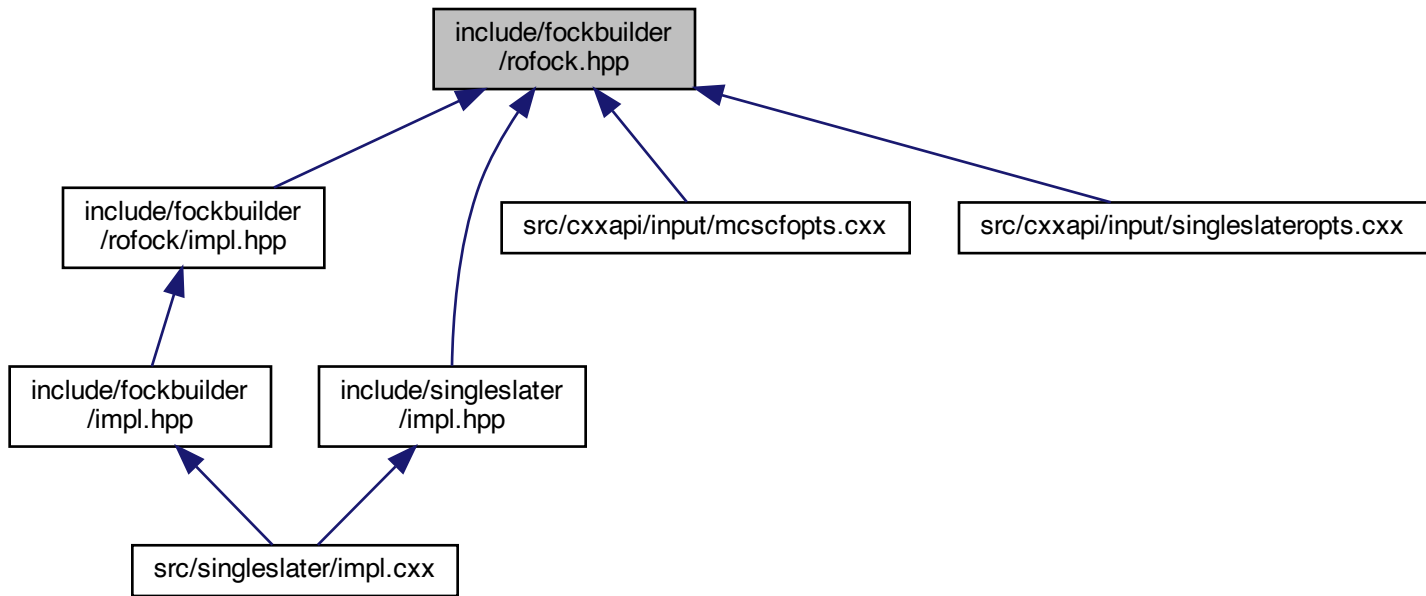 include/fockbuilder
/rofock.hpp
include/fockbuilder
/rofock/impl.hpp
src/cxxapi/input/mcscfopts.cxx
src/cxxapi/input/singleslateropts.cxx
include/fockbuilder
/impl.hpp
include/singleslater
/impl.hpp
src/singleslater/impl.cxx